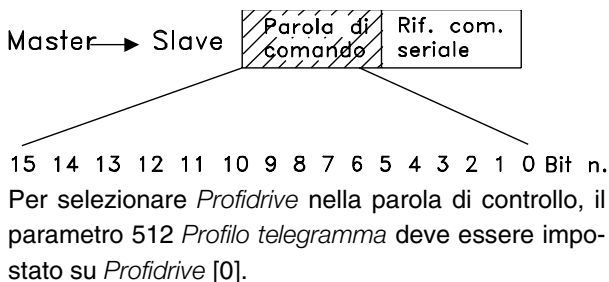 Master → Slave Parola di comando Rif. com. seriale
15 14 13 12 11 10 9 8 7 6 5 4 3 2 1 0 Bit n.
Per selezionare Profidrive nella parola di controllo, il
parametro 512 Profilo telegramma deve essere impo-
stato su Profidrive [0].